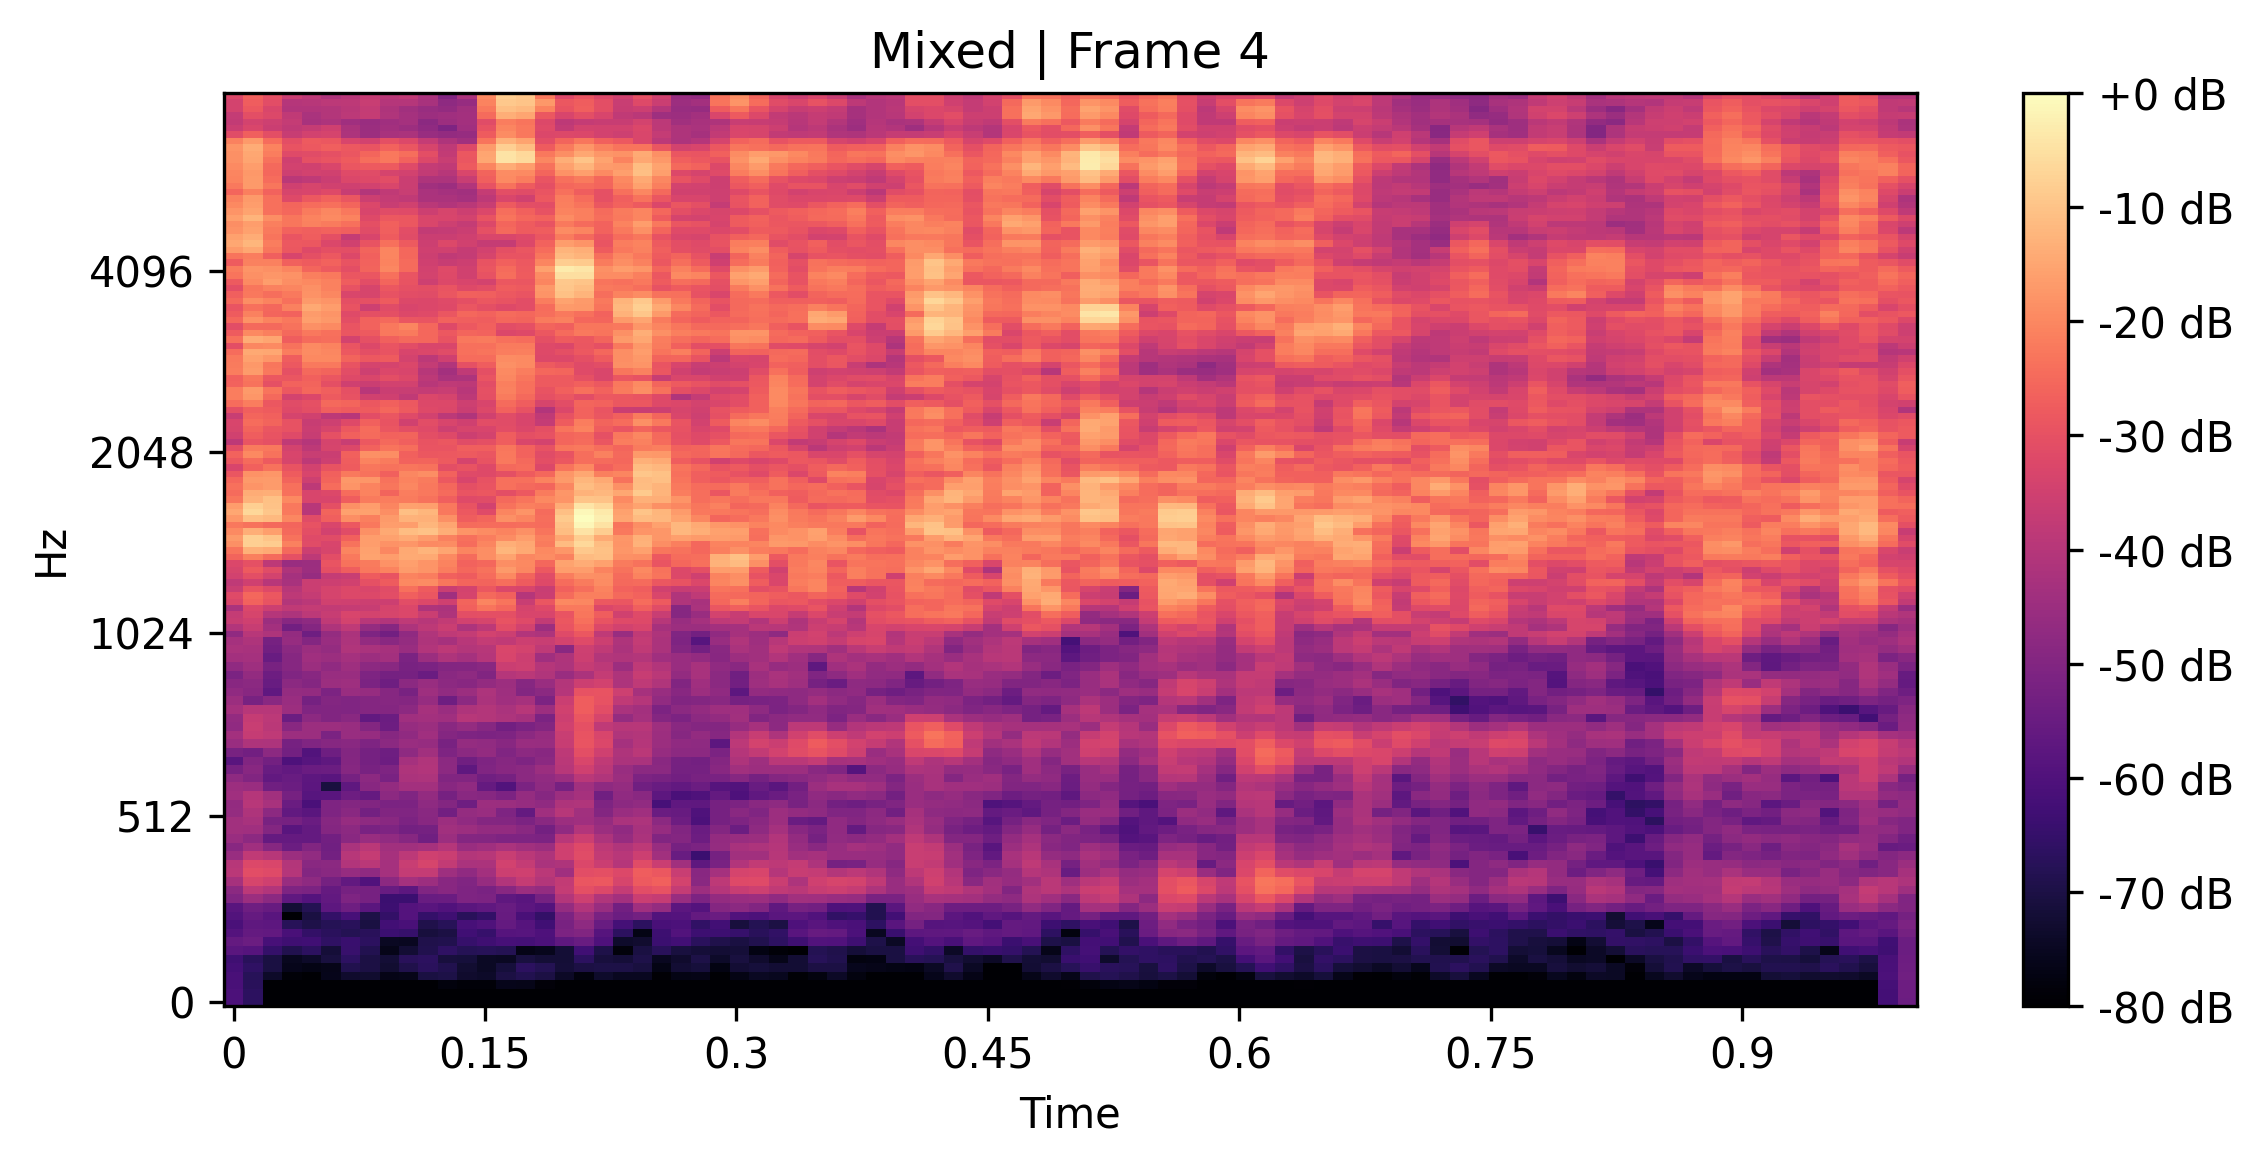 Mixed | Frame 4
+0 dB
-10 dB
-20 dB
-30 dB
-40 dB
-50 dB
-60 dB
-70 dB
-80 dB
Hz
4096
2048
1024
512
0
0 0.15 0.3 0.45 0.6 0.75 0.9
Time